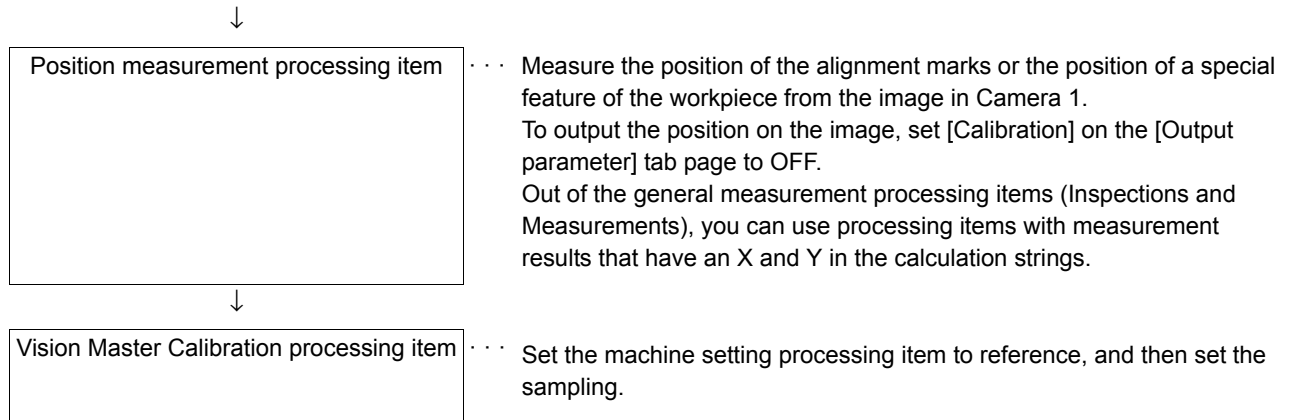 ↓
Position measurement processing item · · · Measure the position of the alignment marks or the position of a special
feature of the workpiece from the image in Camera 1.
To output the position on the image, set [Calibration] on the [Output
parameter] tab page to OFF.
Out of the general measurement processing items (Inspections and
Measurements), you can use processing items with measurement
results that have an X and Y in the calculation strings.
↓
Vision Master Calibration processing item · · · Set the machine setting processing item to reference, and then set the
sampling.